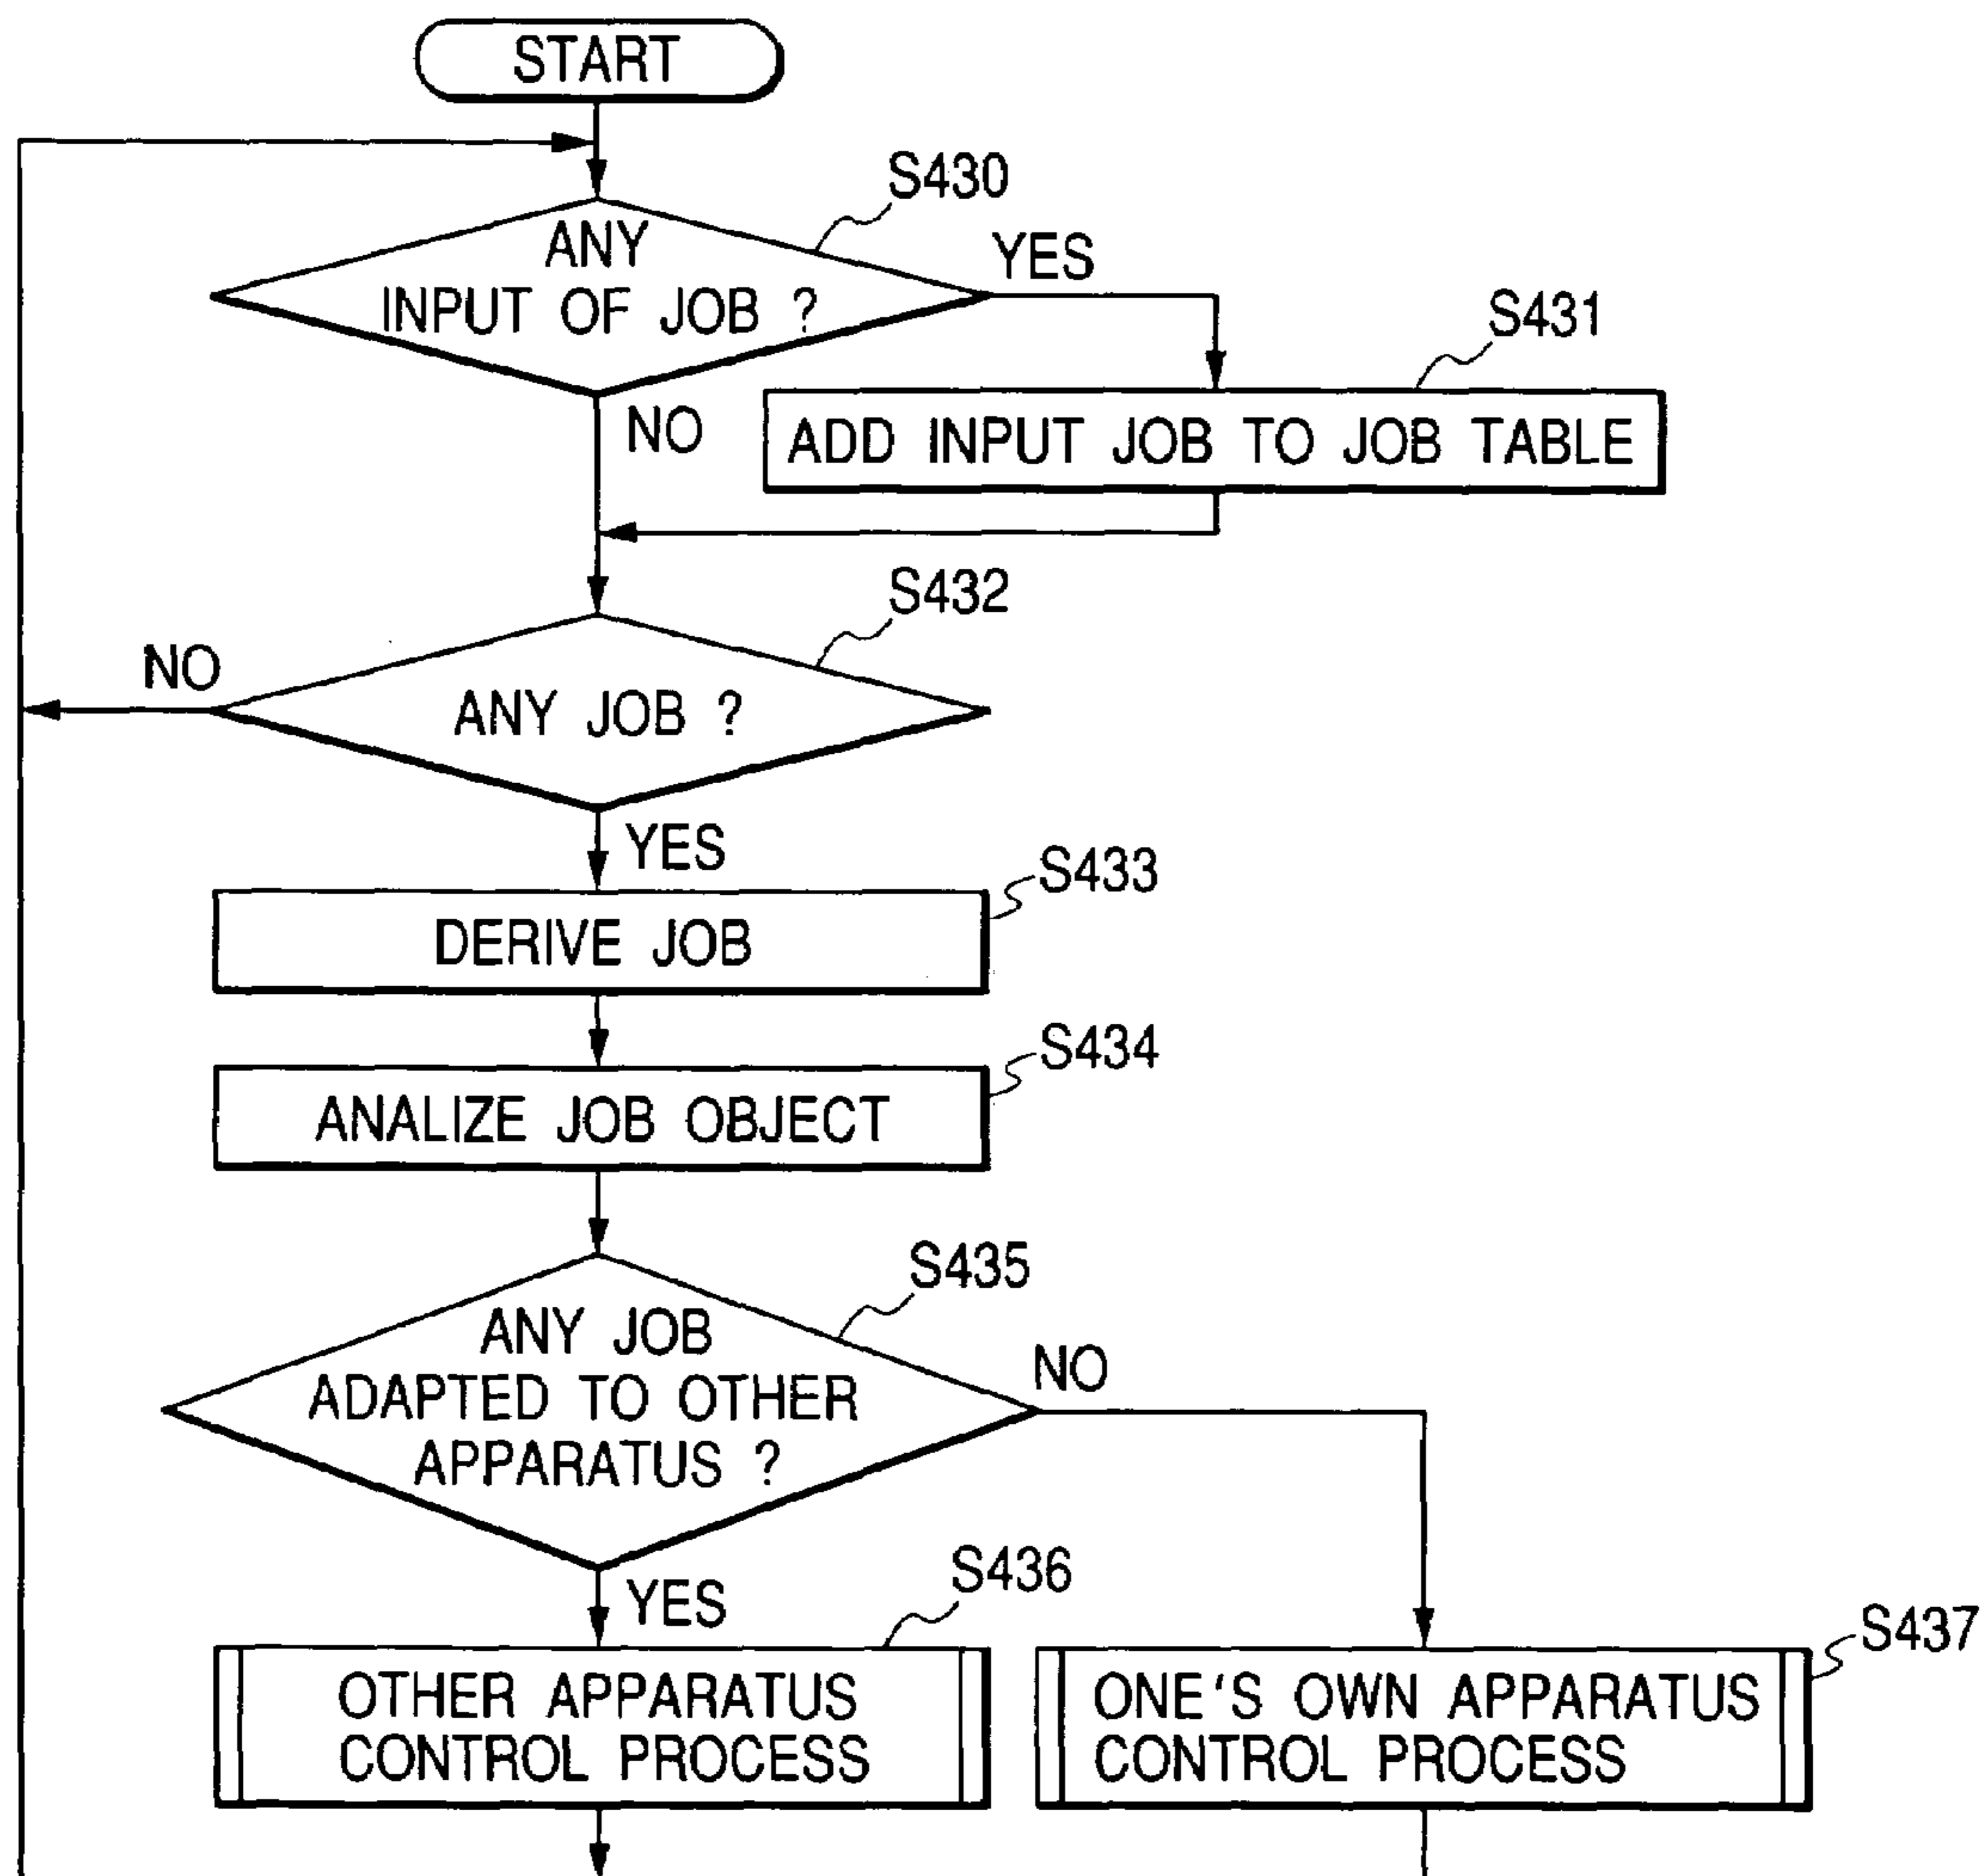 START
S430
ANY
INPUT OF JOB ?
YES
S431
NO
ADD INPUT JOB TO JOB TABLE
S432
NO
ANY JOB ?
YES
S433
DERIVE JOB
S434
ANALIZE JOB OBJECT
S435
ANY JOB
ADAPTED TO OTHER
APPARATUS ?
NO
YES
S436
S437
OTHER APPARATUS
CONTROL PROCESS
ONE'S OWN APPARATUS
CONTROL PROCESS